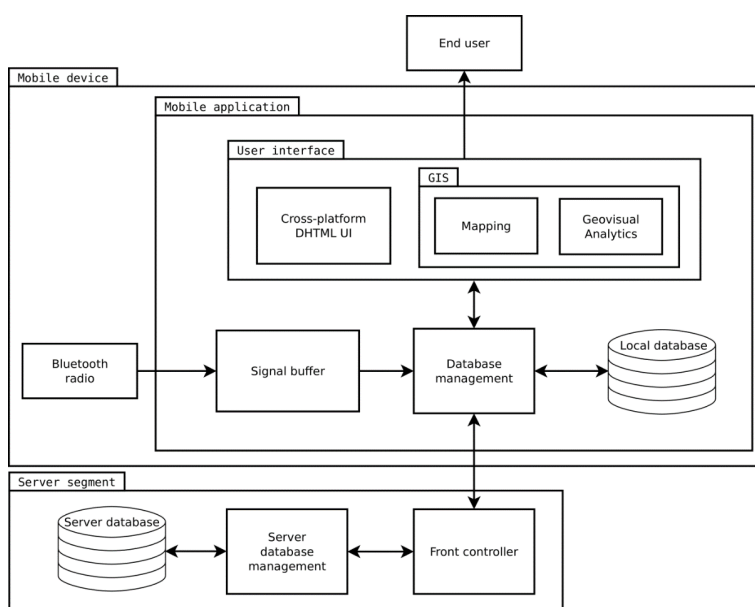 End user
Mobile device
Mobile application
User interface
GIS
Cross-platform
DHTML UI
Mapping
Geovisual
Analytics
Bluetooth
radio
Signal buffer
Database
management
Local database
Server segment
Server database
Server
database
management
Front controller